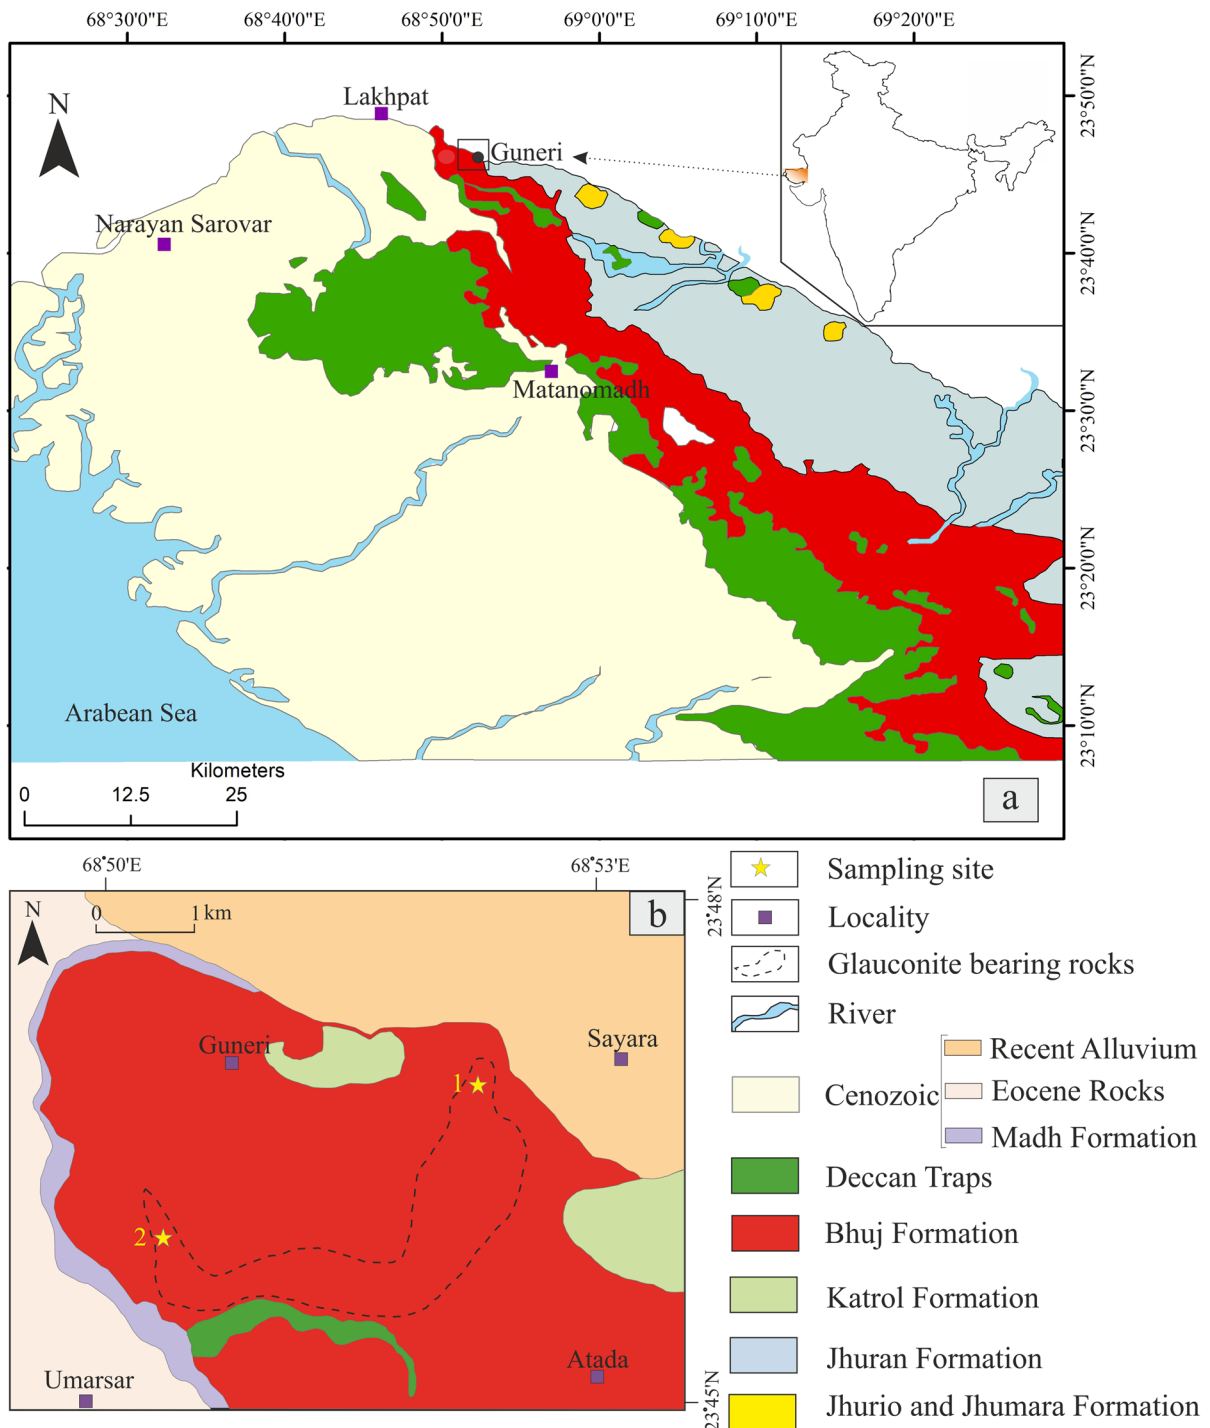 68°30'0"E 68°40'0"E 68°50'0"E 69°0'0"E 69°10'0"E 69°20'0"E
N
Lakhpat
Guneri
Narayan Sarovar
Matanomadh
Arabean Sea
23°50'0"N
23°40'0"N
23°30'0"N
23°20'0"N
23°10'0"N
Kilometers
0 12.5 25
a
68°50'E 68°53'E
N
0 1 km
b
23°48'N
Guneri
Sayara
1
2
Umarsar
Atada
23°45'N
Sampling site
Locality
Glauconite bearing rocks
River
Cenozoic
Recent Alluvium
Eocene Rocks
Madh Formation
Deccan Traps
Bhuj Formation
Katrol Formation
Jhuran Formation
Jhurio and Jhumara Formation